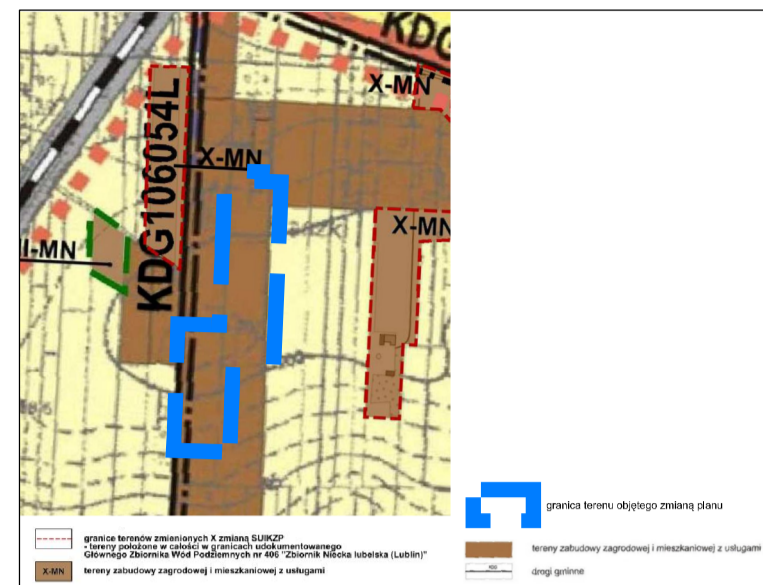 KDG
X-MN
X-MN
KDG106054L
X-MN
I-MN
granica terenu objętego zmianą planu
granice terenów zmienionych X zmianą SUIKZP
- tereny położone w całości w granicach udokumentowanego
Głównego Zbiornika Wód Podziemnych nr 406 "Zbiornik Niecka lubelska (Lublin)"
X-MN tereny zabudowy zagrodowej i mieszkaniowej z usługami
tereny zabudowy zagrodowej i mieszkaniowej z usługami
drogi gminne